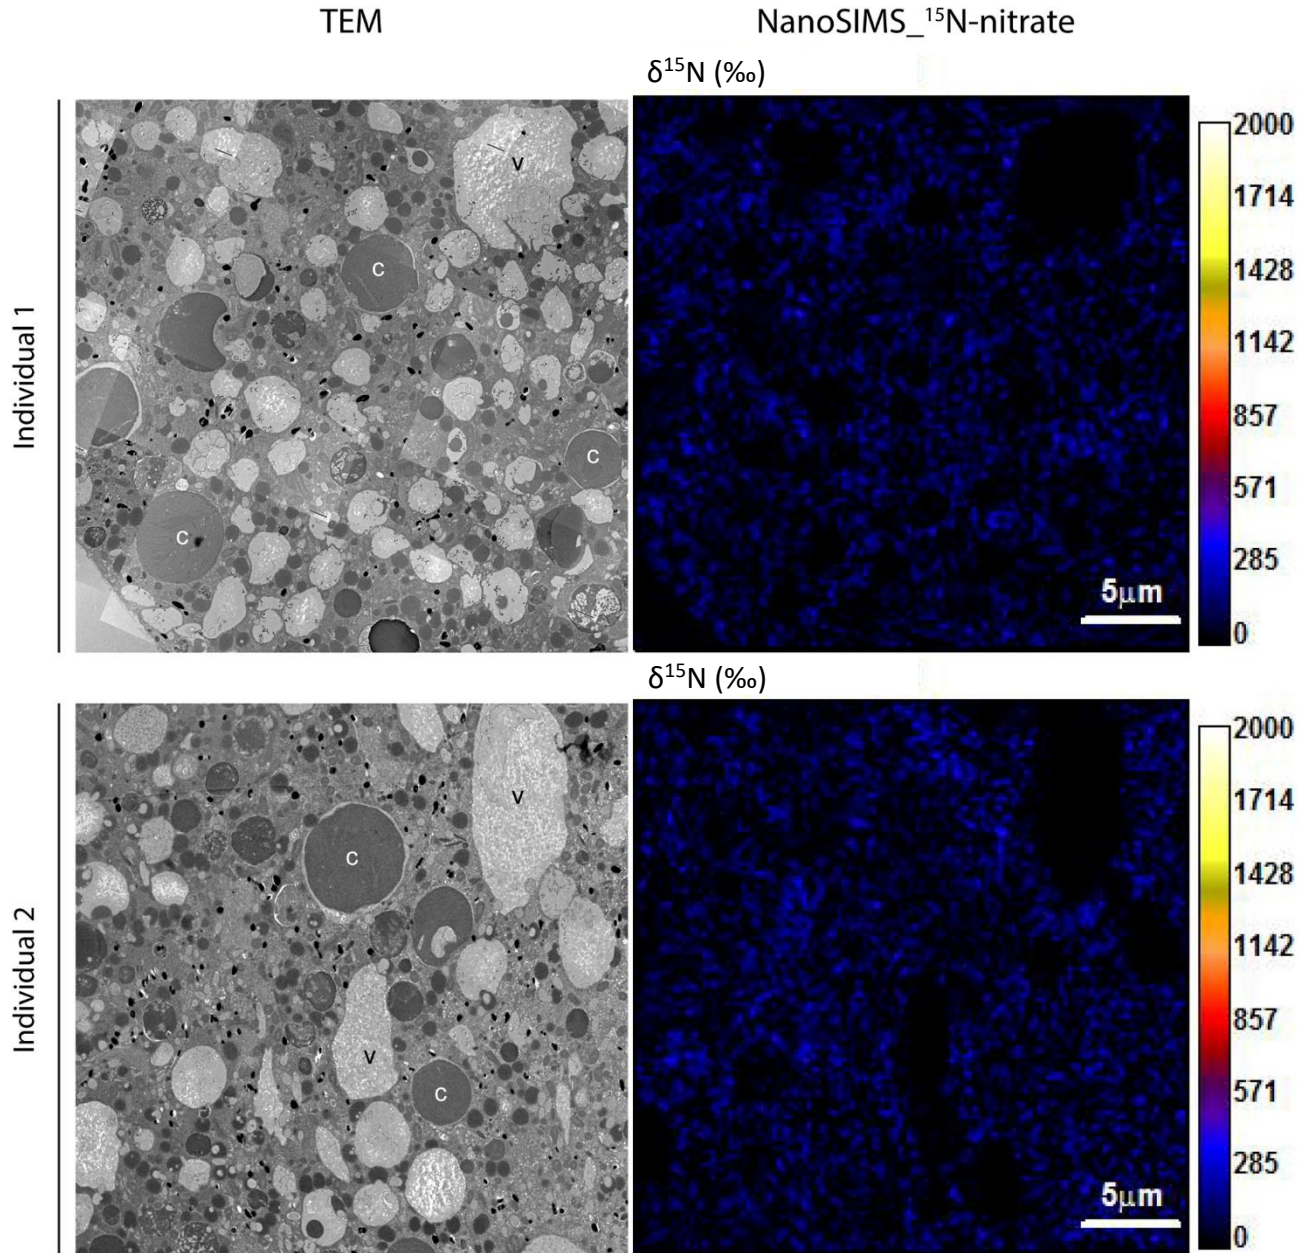 TEM
NanoSIMS_¹⁵N-nitrate
δ¹⁵N (‰)
Individual 1
V
C
C
C
5μm
2000
1714
1428
1142
857
571
285
0
δ¹⁵N (‰)
Individual 2
V
C
V
C
5μm
2000
1714
1428
1142
857
571
285
0